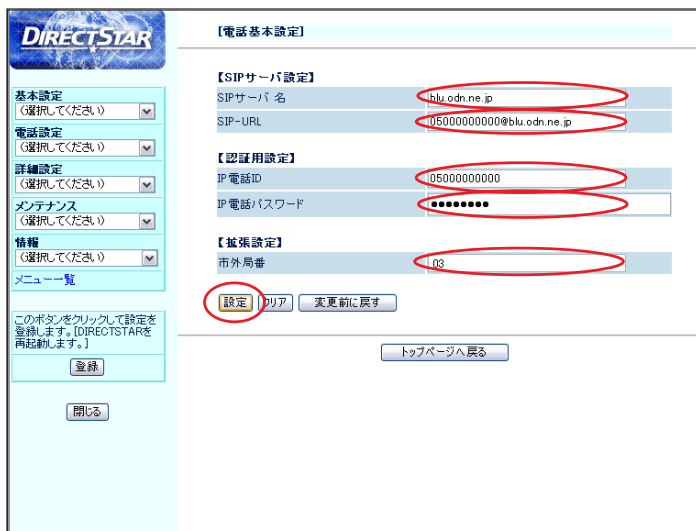 DIRECTSTAR
基本設定
(選択してください)
電話設定
(選択してください)
詳細設定
(選択してください)
メンテナンス
(選択してください)
情報
(選択してください)
メニュー一覧
このボタンをクリックして設定を
登録します。[DIRECTSTARを
再起動します。]
登録
閉じる
[電話基本設定]
【SIPサーバ設定】
SIPサーバ 名 blu.odn.ne.jp
SIP-URL 05000000000@blu.odn.ne.jp
【認証用設定】
IP電話ID 05000000000
IP電話パスワード ●●●●●●●●
【拡張設定】
市外局番 03
設定 クリア 変更前に戻す
トップページへ戻る